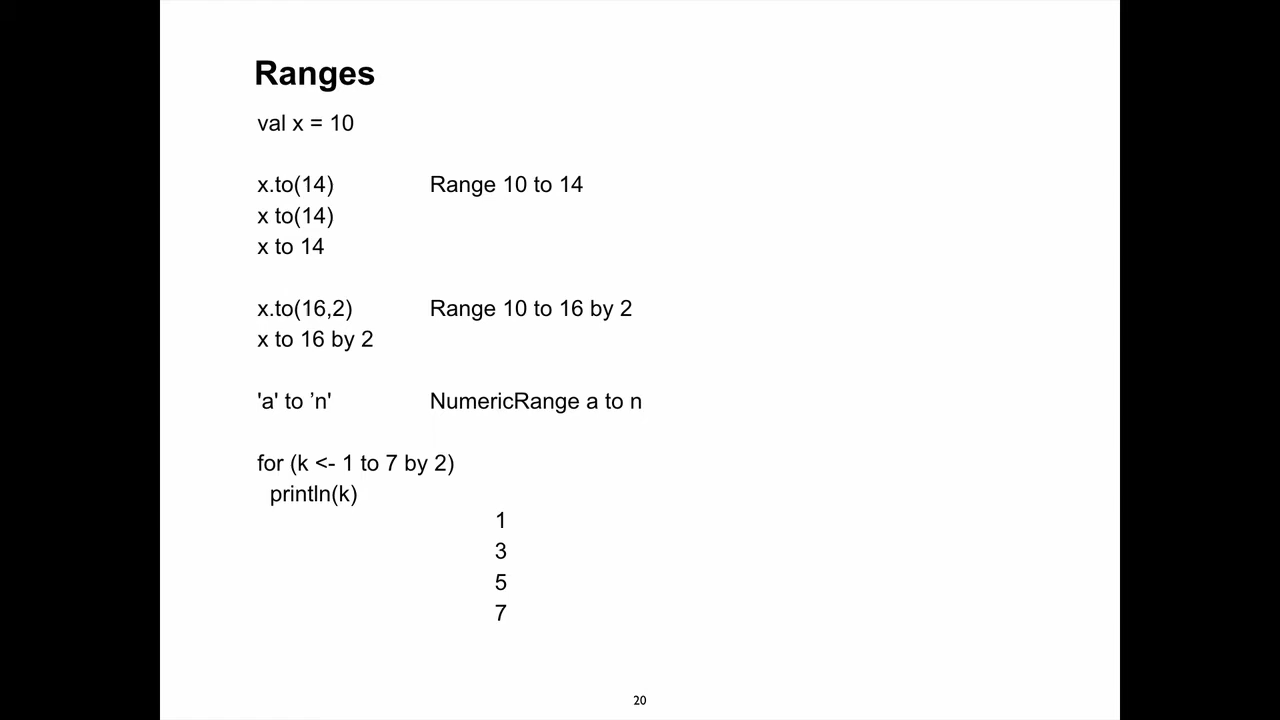 Ranges
val x = 10
x.to(14) Range 10 to 14
x to(14)
x to 14
x.to(16,2) Range 10 to 16 by 2
x to 16 by 2
'a' to ’n' NumericRange a to n
for (k <- 1 to 7 by 2)
println(k)
1
3
5
7
20